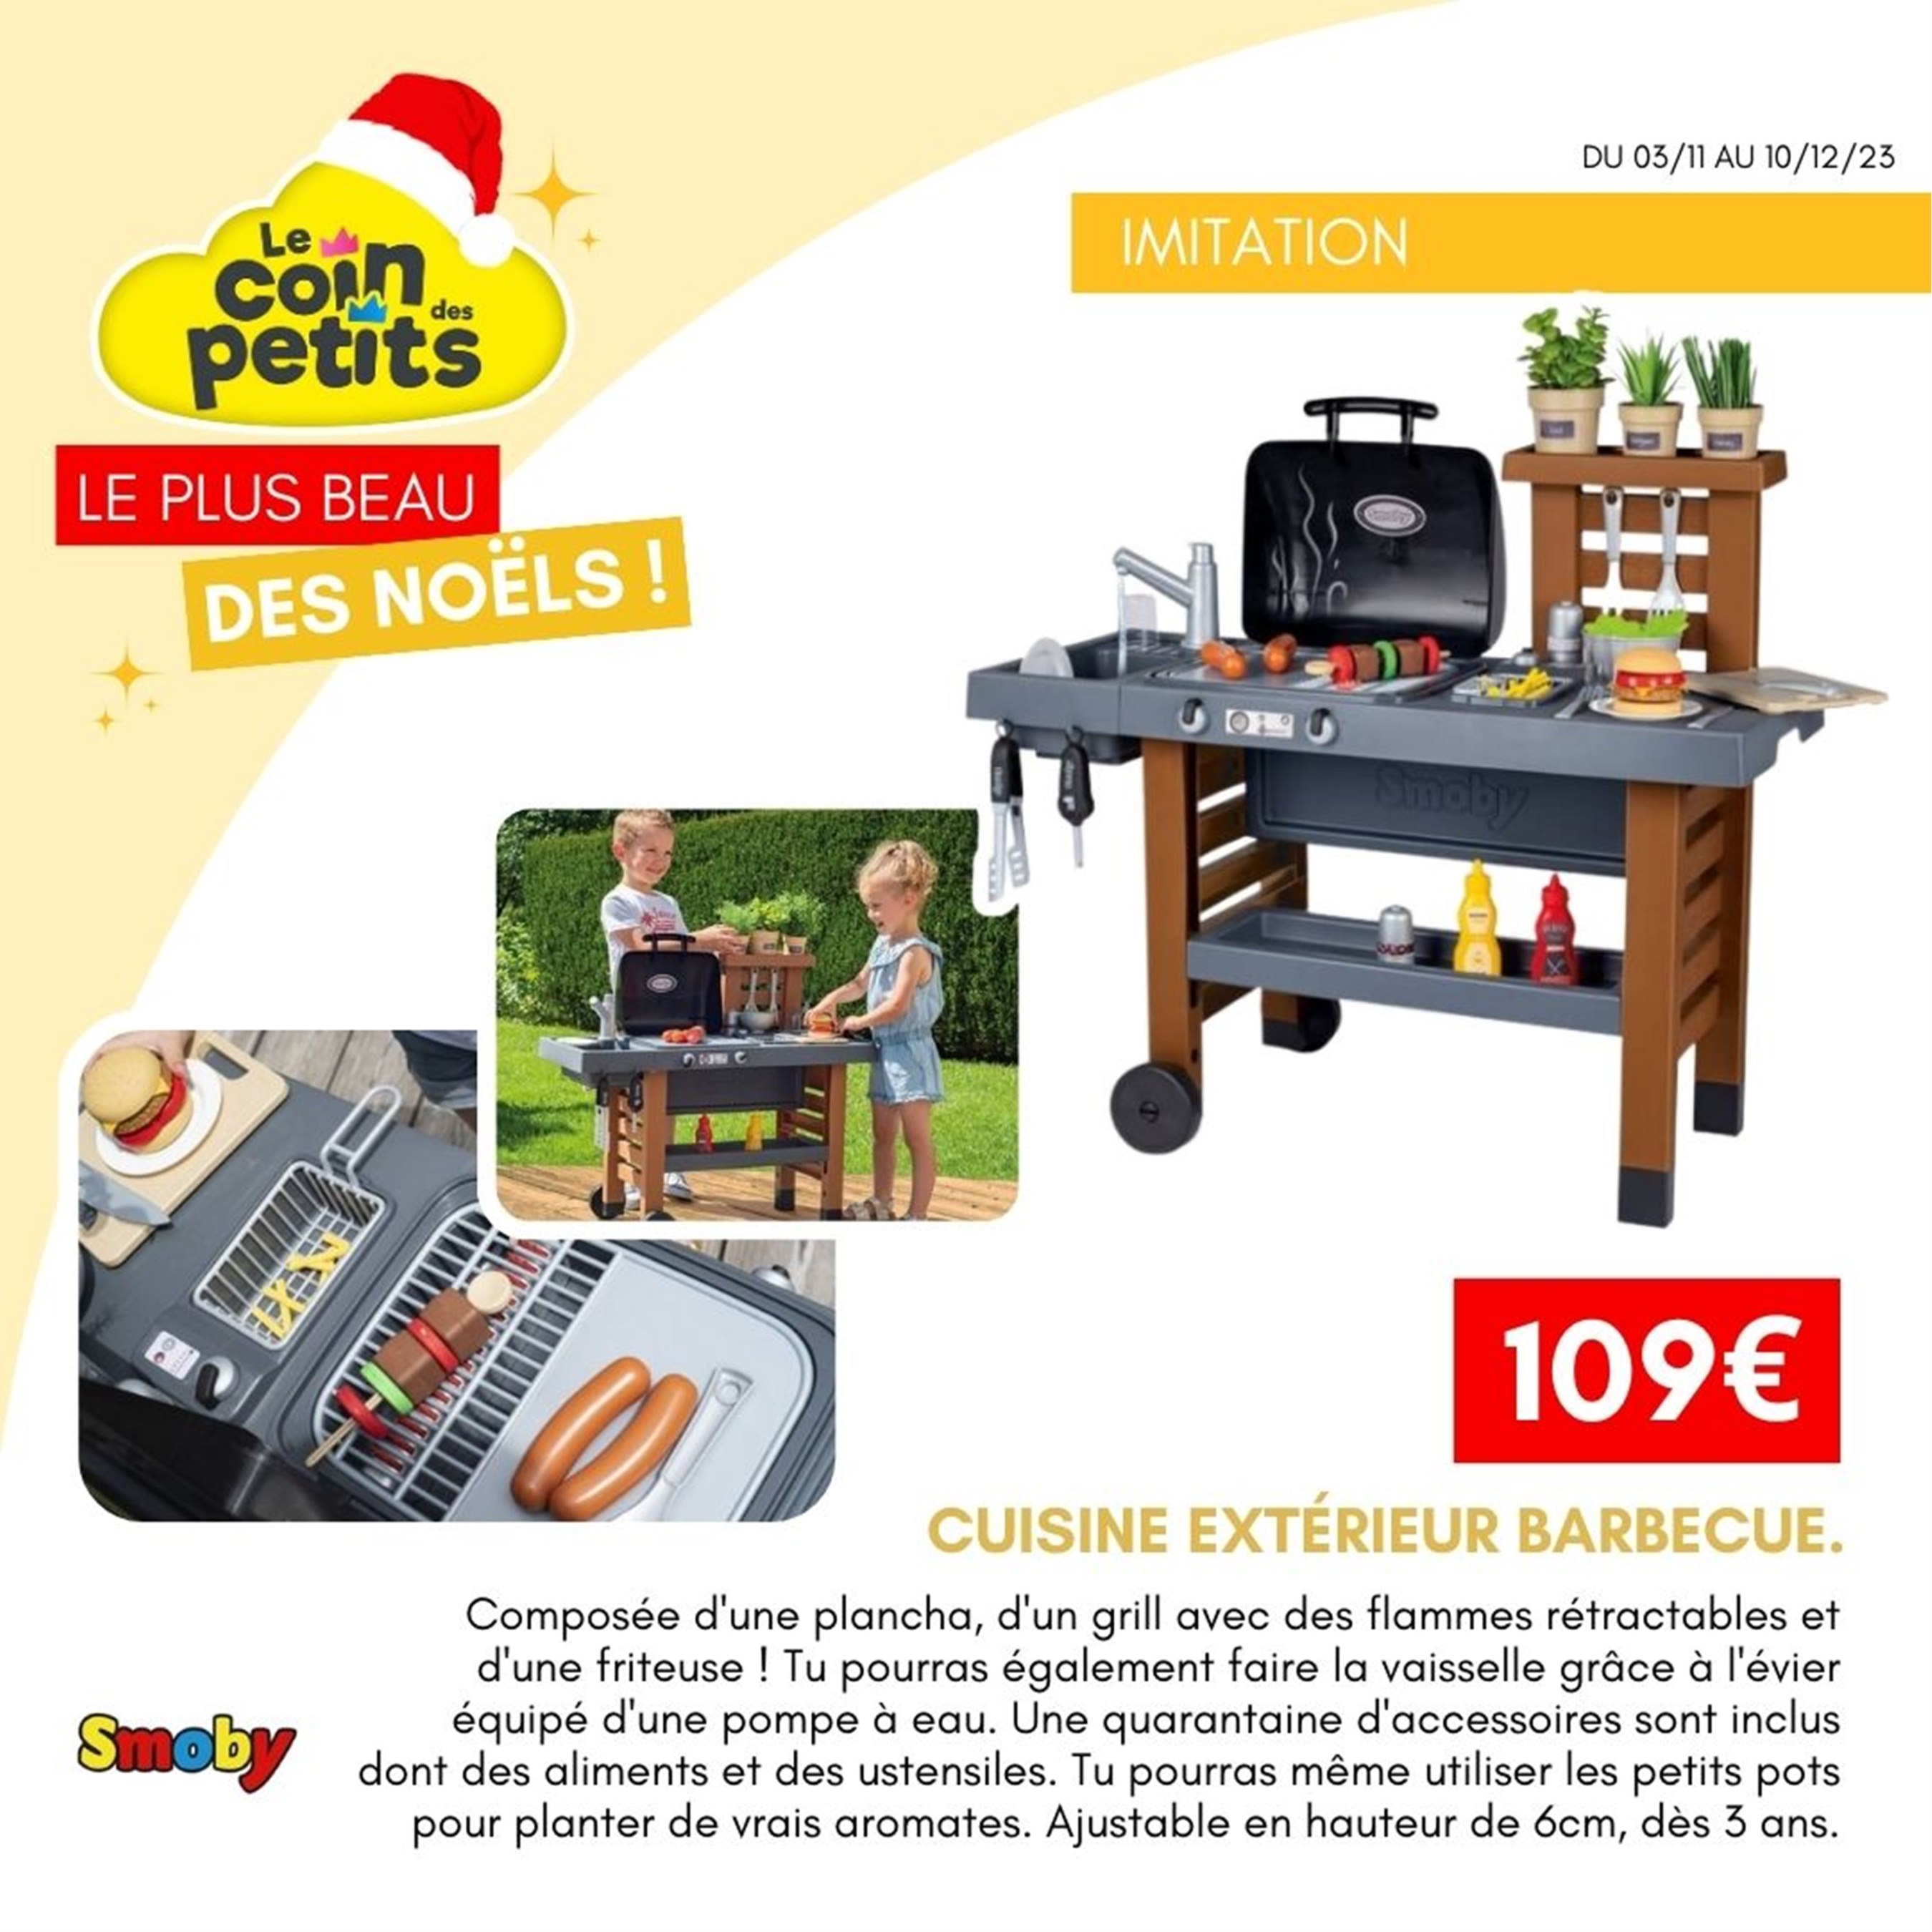 Le
coin
des
petits
LE PLUS BEAU
DES NOËLS !
DU 03/11 AU 10/12/23
IMITATION
Smoby
109€
CUISINE EXTÉRIEUR BARBECUE.
Composée d'une plancha, d'un grill avec des flammes rétractables et
d'une friteuse ! Tu pourras également faire la vaisselle grâce à l'évier
équipé d'une pompe à eau. Une quarantaine d'accessoires sont inclus
dont des aliments et des ustensiles. Tu pourras même utiliser les petits pots
pour planter de vrais aromates. Ajustable en hauteur de 6cm, dès 3 ans.
Smoby